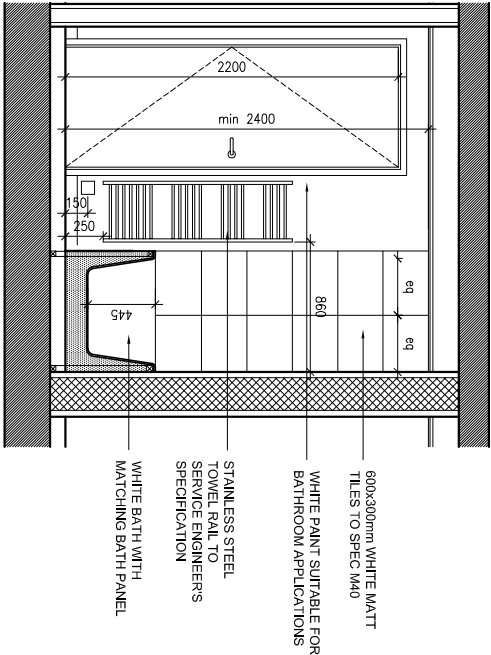 2200
min 2400
150
250
445
860
eq
eq
600x300mm WHITE MATT
TILES TO SPEC M40
WHITE PAINT SUITABLE FOR
BATHROOM APPLICATIONS
STAINLESS STEEL
TOWEL RAIL TO
SERVICE ENGINEER'S
SPECIFICATION
WHITE BATH WITH
MATCHING BATH PANEL